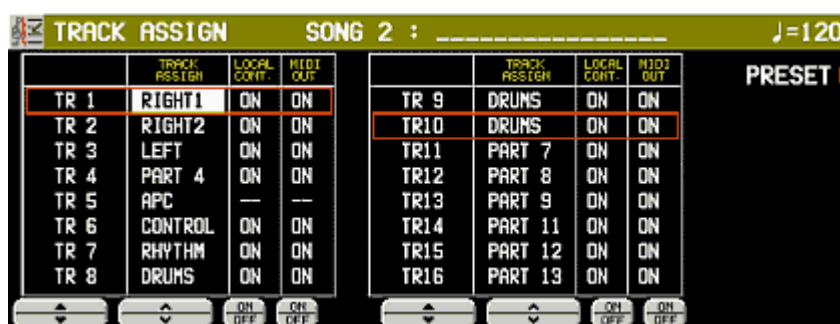 TRACK ASSIGN SONG 2 : _________________ ♩=120
TRACK ASSIGN LOCAL CONT. MIDI OUT TRACK ASSIGN LOCAL CONT. MIDI OUT PRESET
TR 1 RIGHT1 ON ON TR 9 DRUMS ON ON
TR 2 RIGHT2 ON ON TR10 DRUMS ON ON
TR 3 LEFT ON ON TR11 PART 7 ON ON
TR 4 PART 4 ON ON TR12 PART 8 ON ON
TR 5 APC -- -- TR13 PART 9 ON ON
TR 6 CONTROL ON ON TR14 PART 11 ON ON
TR 7 RHYTHM ON ON TR15 PART 12 ON ON
TR 8 DRUMS ON ON TR16 PART 13 ON ON
ON OFF ON OFF ON OFF ON OFF